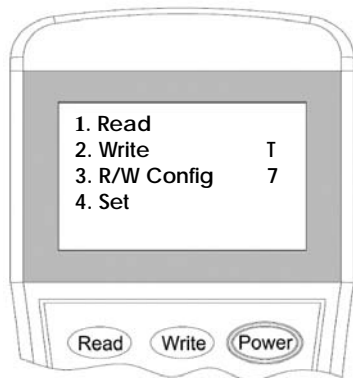 1. Read
2. Write T
3. R/W Config 7
4. Set
Read Write Power